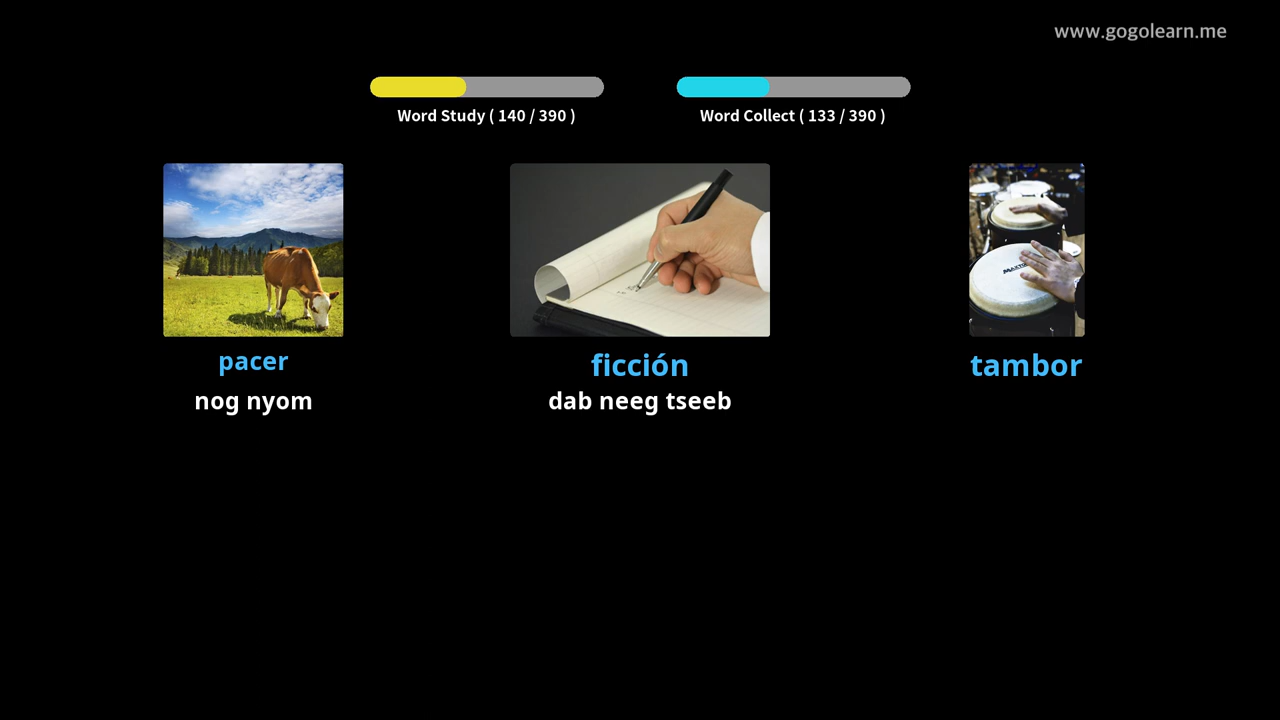 www.gogolearn.me
Word Study ( 140 / 390 )
Word Collect ( 133 / 390 )
pacer
nog nyom
ficción
dab neeg tseeb
tambor